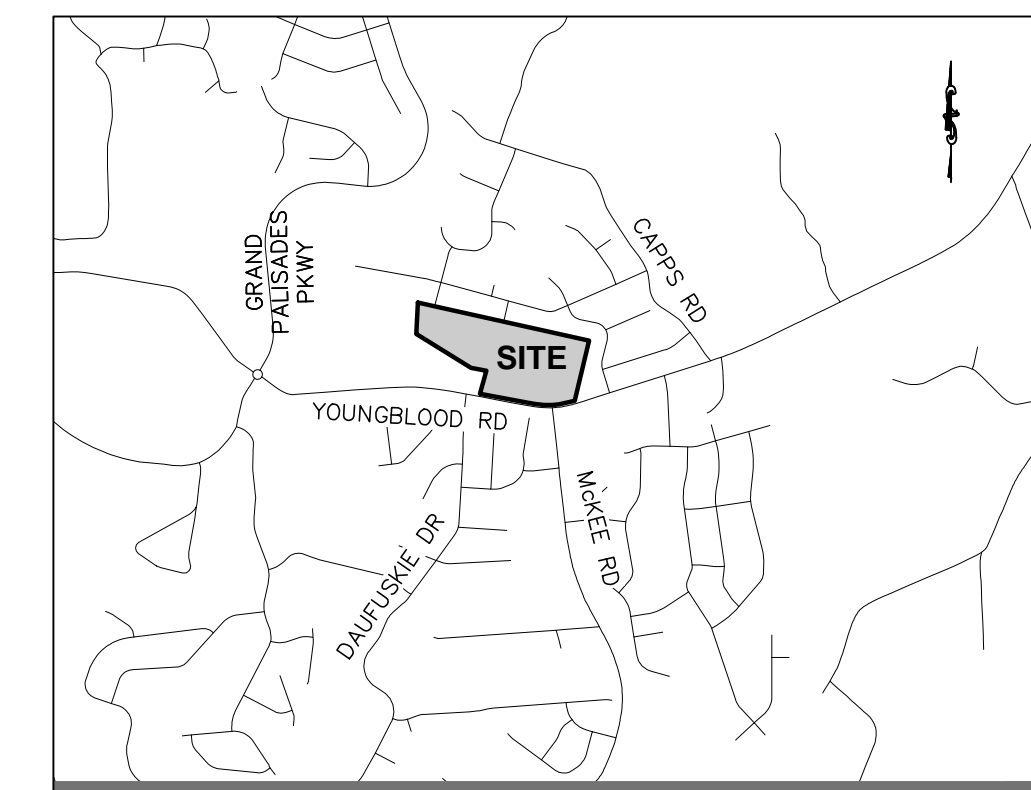 GRAND
PALISADES
PKWY
CAPPS RD
SITE
YOUNGBLOOD RD
McKEE RD
DAUFUSKIE DR